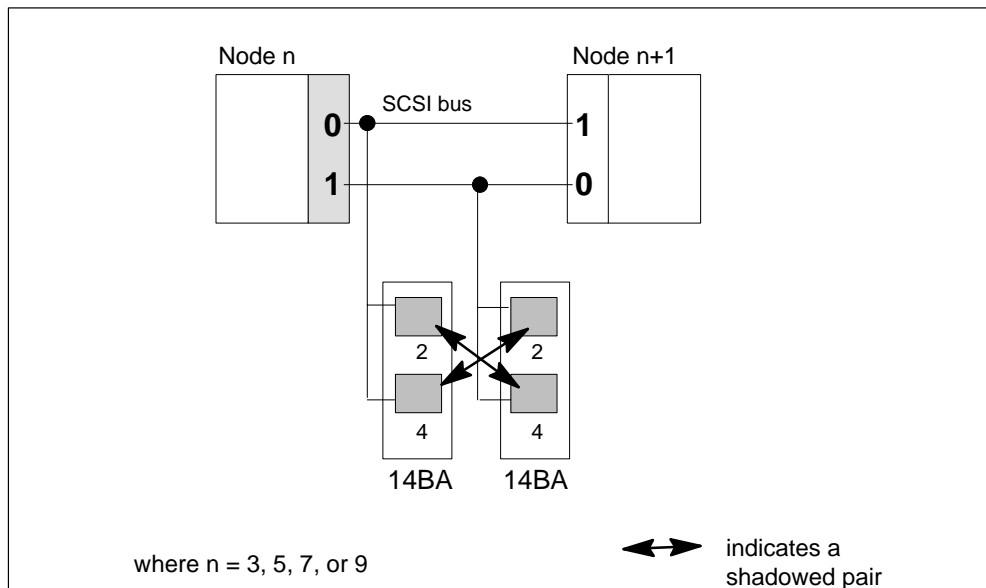 Node n
Node n+1
SCSI bus
0
1
1
0
2
2
4
4
14BA
14BA
where n = 3, 5, 7, or 9
indicates a
shadowed pair